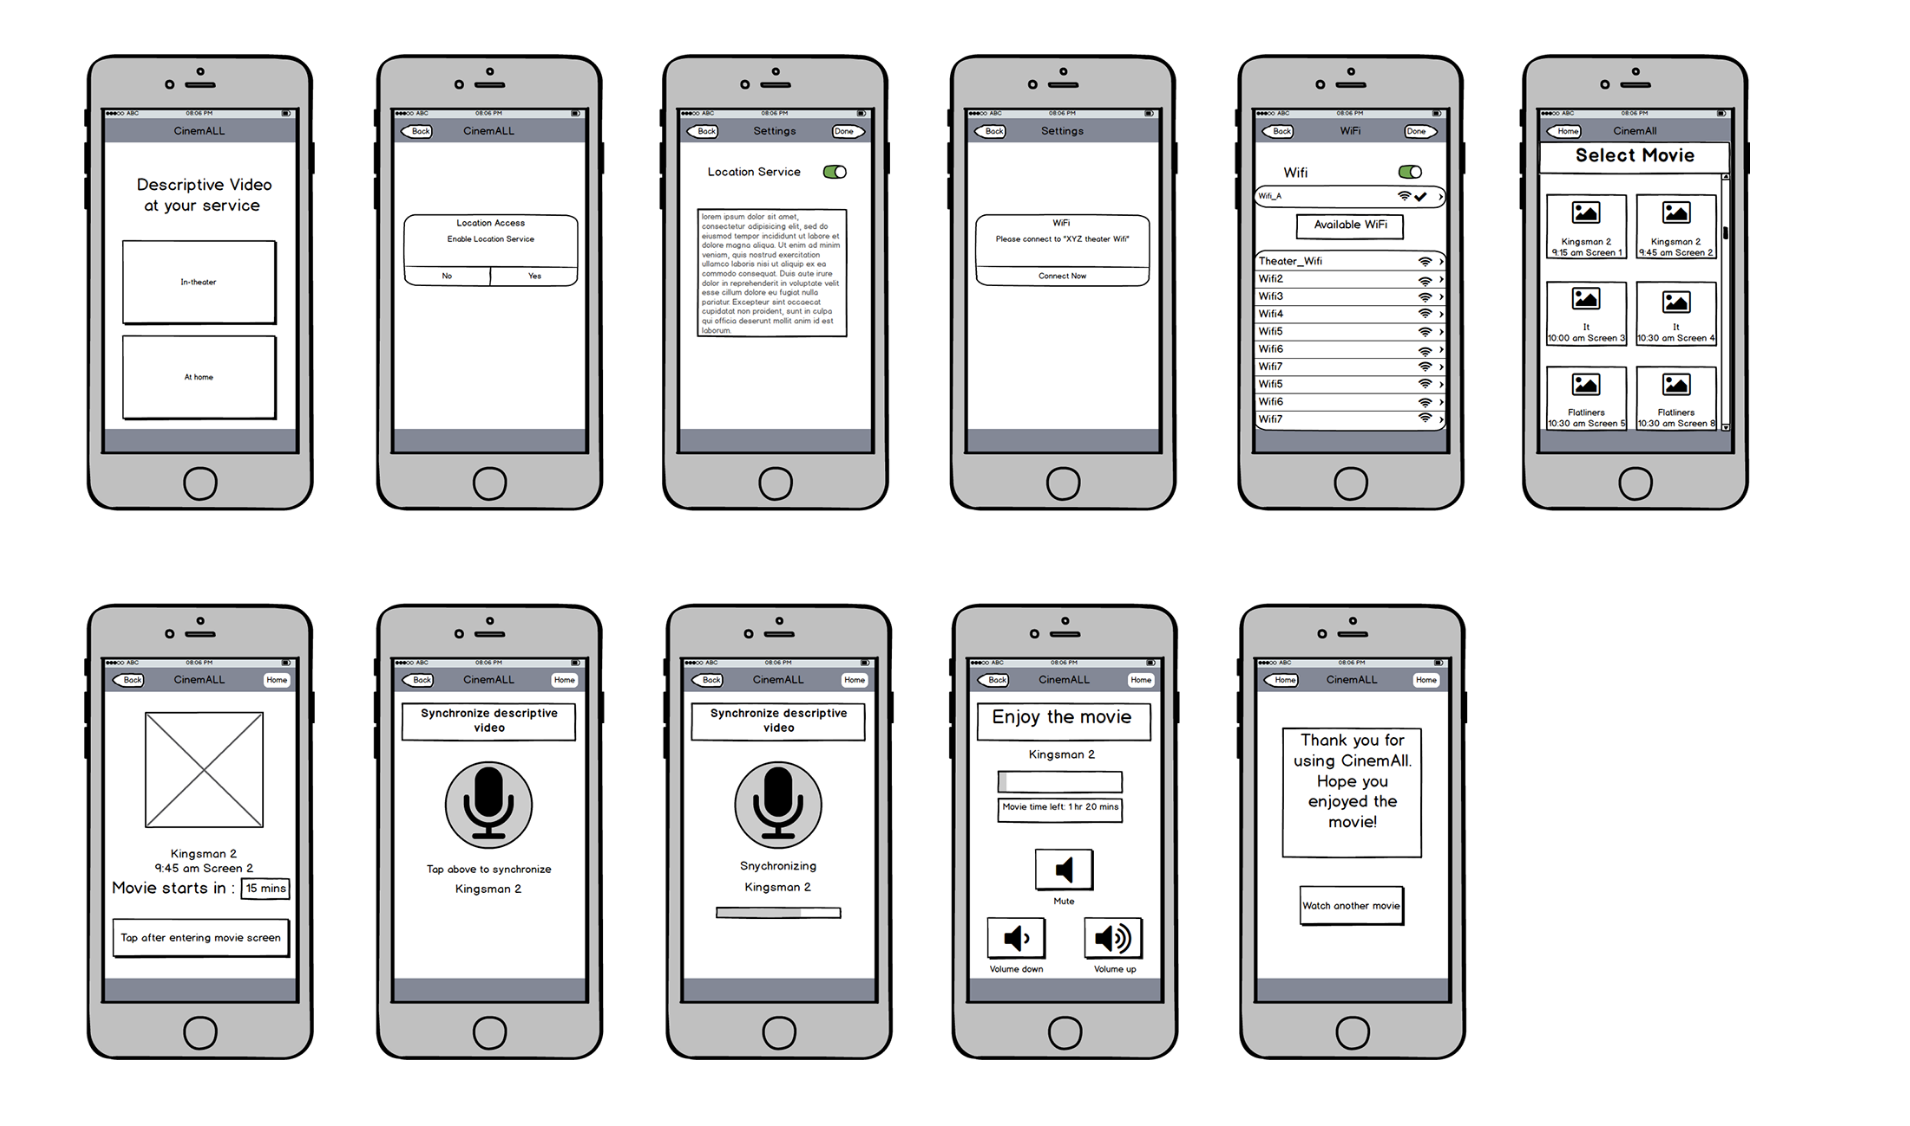 ABC 08:06 PM
CinemALL
Descriptive Video
at your service
In-theater
At home
ABC 08:06 PM
Back CinemALL
Location Access
Enable Location Service
No Yes
ABC 08:06 PM
Back Settings Done
Location Service
lorem ipsum dolor sit amet,
consectetur adipisicing elit, sed do
eiusmod tempor incididunt ut labore et
dolore magna aliqua. Ut enim ad minim
veniam, quis nostrud exercitation
ullamco laboris nisi ut aliquip ex ea
commodo consequat. Duis aute irure
dolor in reprehenderit in voluptate velit
esse cillum dolore eu fugiat nulla
pariatur. Excepteur sint occaecat
cupidatat non proident, sunt in culpa
qui officia deserunt mollit anim id est
laborum.
ABC 08:06 PM
Back Settings
WiFi
Please connect to "XYZ theater Wifi"
Connect Now
ABC 08:06 PM
Back WiFi Done
Wifi
Wifi_A
Available WiFi
Theater_Wifi
Wifi2
Wifi3
Wifi4
Wifi5
Wifi6
Wifi7
Wifi5
Wifi6
Wifi7
ABC 08:06 PM
Home CinemAll
Select Movie
Kingsman 2
9:15 am Screen 1
Kingsman 2
9:45 am Screen 2
It
10:00 am Screen 3
It
10:30 am Screen 4
Flatliners
10:30 am Screen 5
Flatliners
10:30 am Screen 8
ABC 08:06 PM
Back CinemALL Home
Kingsman 2
9:45 am Screen 2
Movie starts in : 15 mins
Tap after entering movie screen
ABC 08:06 PM
Back CinemALL Home
Synchronize descriptive
video
Tap above to synchronize
Kingsman 2
ABC 08:06 PM
Back CinemALL Home
Synchronize descriptive
video
Snychronizing
Kingsman 2
ABC 08:06 PM
Back CinemALL Home
Enjoy the movie
Kingsman 2
Movie time left: 1 hr 20 mins
Mute
Volume down Volume up
ABC 08:06 PM
Home CinemALL Home
Thank you for
using CinemAll.
Hope you
enjoyed the
movie!
Watch another movie